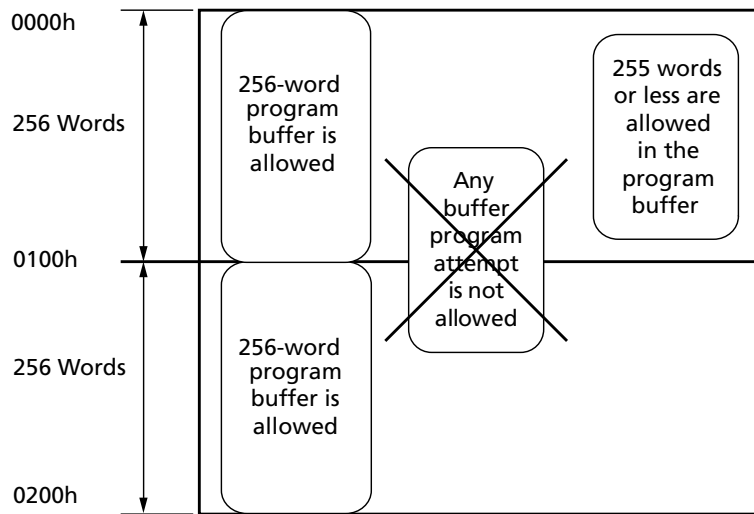 0000h
256 Words
0100h
256 Words
0200h
256-word
program
buffer is
allowed
256-word
program
buffer is
allowed
Any
buffer
program
attempt
is not
allowed
255 words
or less are
allowed
in the
program
buffer